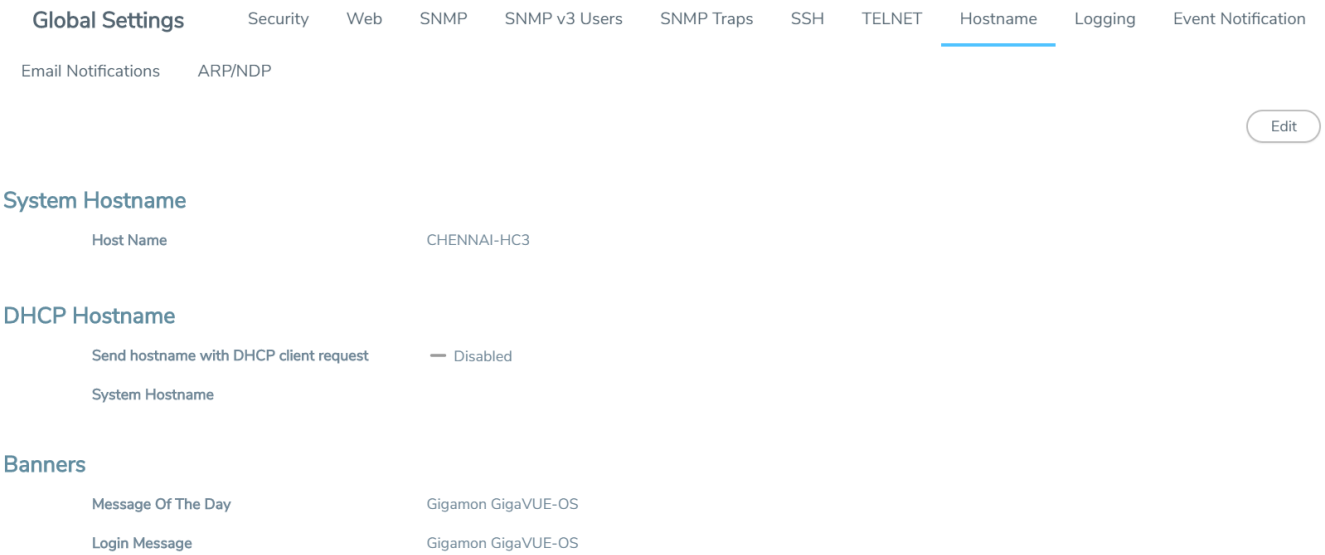 Global Settings Security Web SNMP SNMP v3 Users SNMP Traps SSH TELNET Hostname Logging Event Notification
Email Notifications ARP/NDP
Edit
System Hostname
Host Name CHENNAI-HC3
DHCP Hostname
Send hostname with DHCP client request Disabled
System Hostname
Banners
Message Of The Day Gigamon GigaVUE-OS
Login Message Gigamon GigaVUE-OS